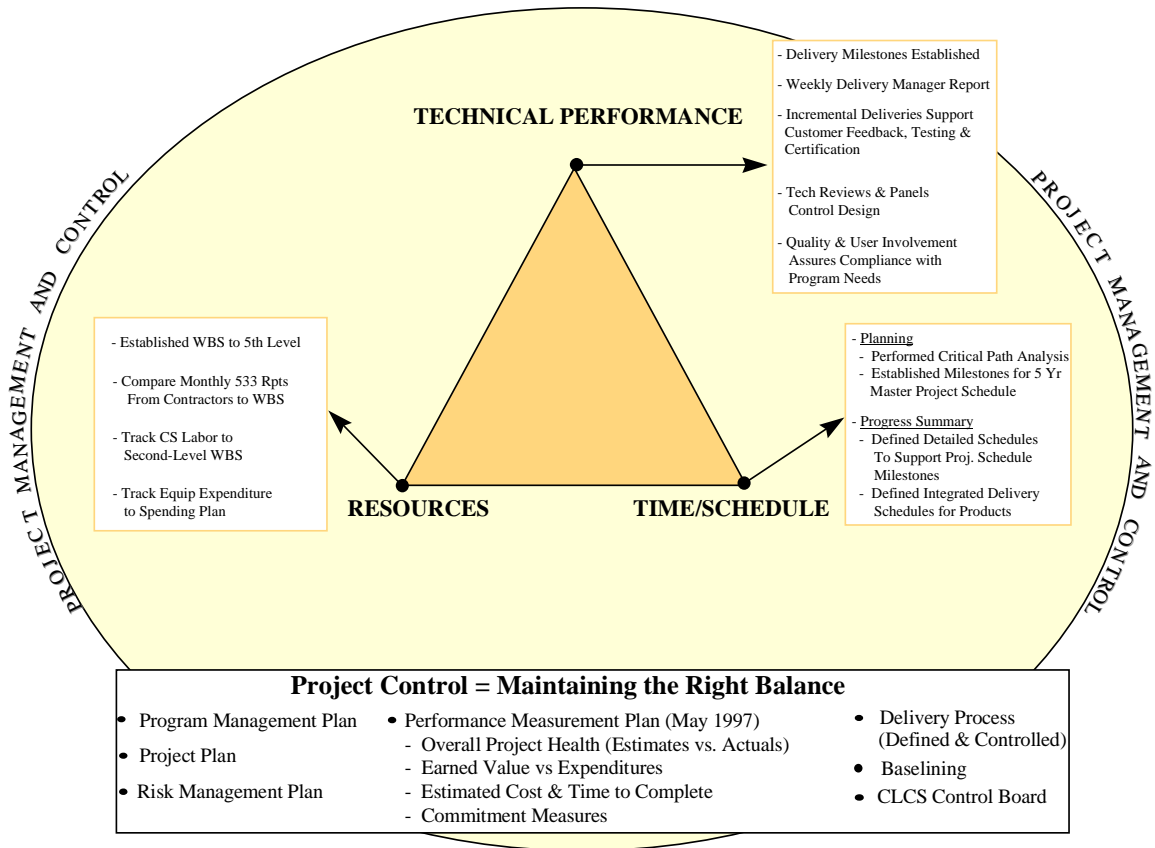 - Delivery Milestones Established
- Weekly Delivery Manager Report
- Incremental Deliveries Support
Customer Feedback, Testing &
Certification
- Tech Reviews & Panels
Control Design
- Quality & User Involvement
Assures Compliance with
Program Needs
TECHNICAL PERFORMANCE
PROJECT MANAGEMENT AND CONTROL
PROJECT MANAGEMENT AND CONTROL
- Established WBS to 5th Level
- Compare Monthly 533 Rpts
From Contractors to WBS
- Track CS Labor to
Second-Level WBS
- Track Equip Expenditure
to Spending Plan
RESOURCES
TIME/SCHEDULE
- Planning
- Performed Critical Path Analysis
- Established Milestones for 5 Yr
Master Project Schedule
- Progress Summary
- Defined Detailed Schedules
To Support Proj. Schedule
Milestones
- Defined Integrated Delivery
Schedules for Products
Project Control = Maintaining the Right Balance
• Program Management Plan
• Project Plan
• Risk Management Plan
• Performance Measurement Plan (May 1997)
- Overall Project Health (Estimates vs. Actuals)
- Earned Value vs Expenditures
- Estimated Cost & Time to Complete
- Commitment Measures
• Delivery Process
(Defined & Controlled)
• Baselining
• CLCS Control Board